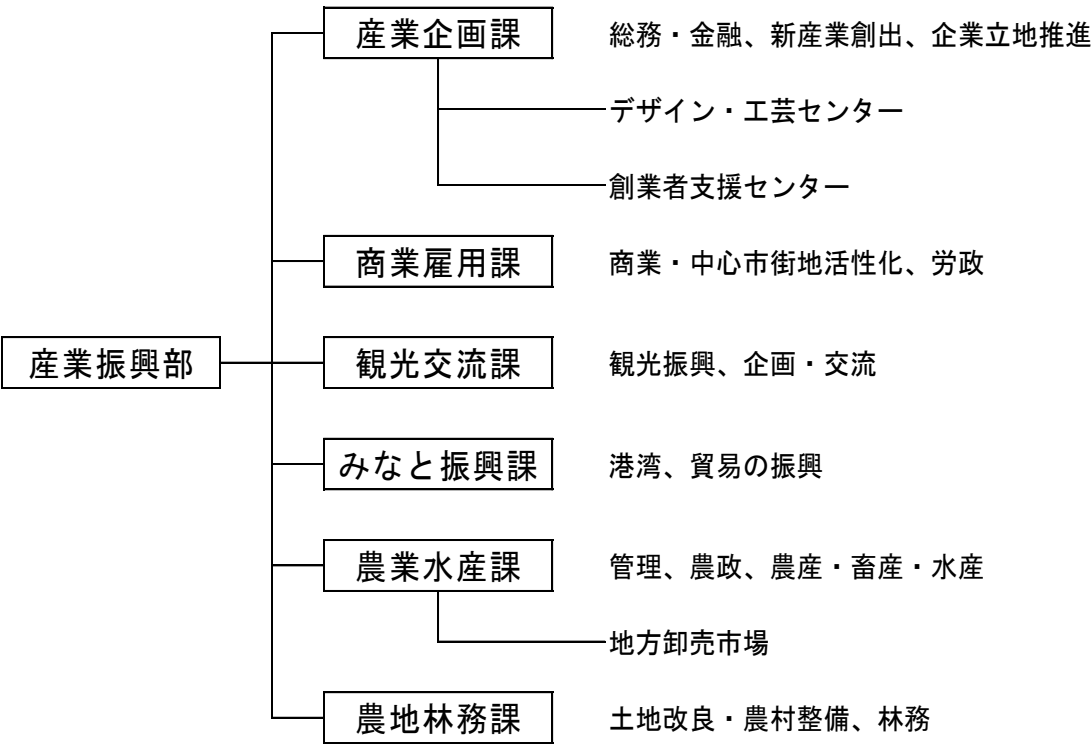 産業企画課 総務・金融、新産業創出、企業立地推進
デザイン・工芸センター
創業者支援センター
商業雇用課 商業・中心市街地活性化、労政
産業振興部 観光交流課 観光振興、企画・交流
みなと振興課 港湾、貿易の振興
農業水産課 管理、農政、農産・畜産・水産
地方卸売市場
農地林務課 土地改良・農村整備、林務